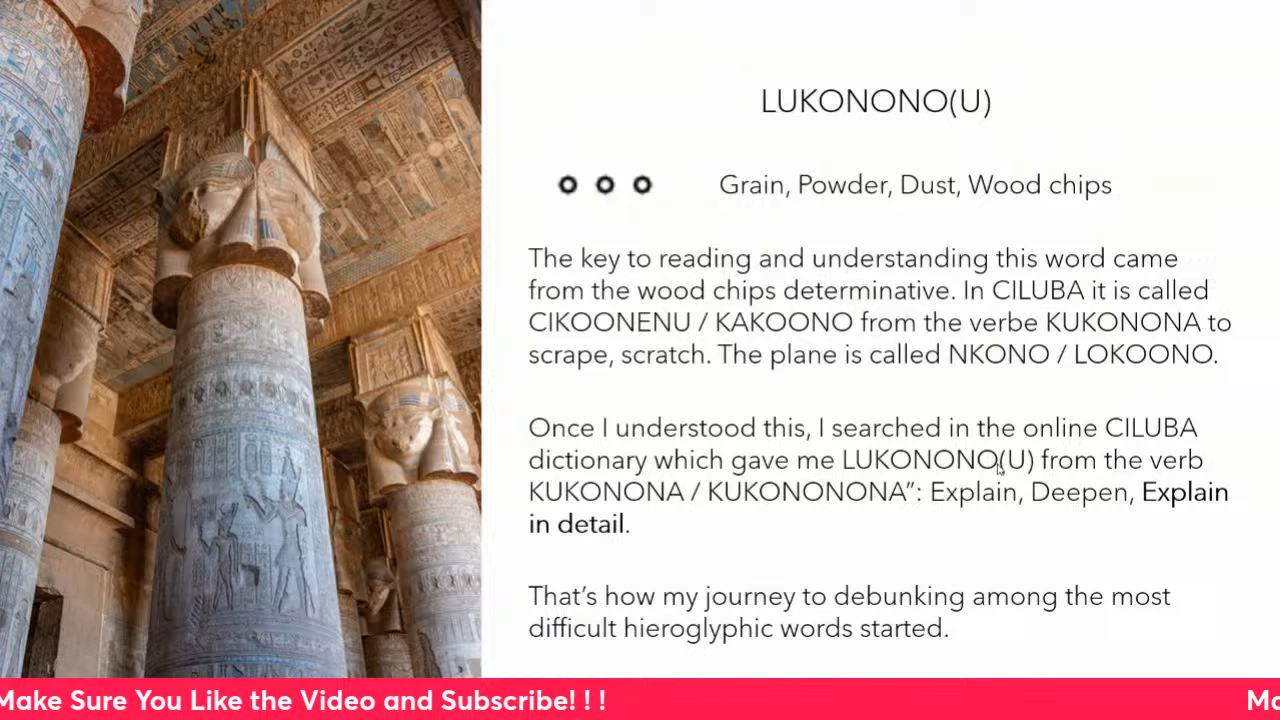 LUKONONO(U)
Grain, Powder, Dust, Wood chips
The key to reading and understanding this word came
from the wood chips determinative. In CILUBA it is called
CIKOONENU / KAKOONO from the verbe KUKONONA to
scrape, scratch. The plane is called NKONO / LOKOONO.
Once I understood this, I searched in the online CILUBA
dictionary which gave me LUKONONO(U) from the verb
KUKONONA / KUKONONONA”: Explain, Deepen, Explain
in detail.
That’s how my journey to debunking among the most
difficult hieroglyphic words started.
Make Sure You Like the Video and Subscribe! ! !